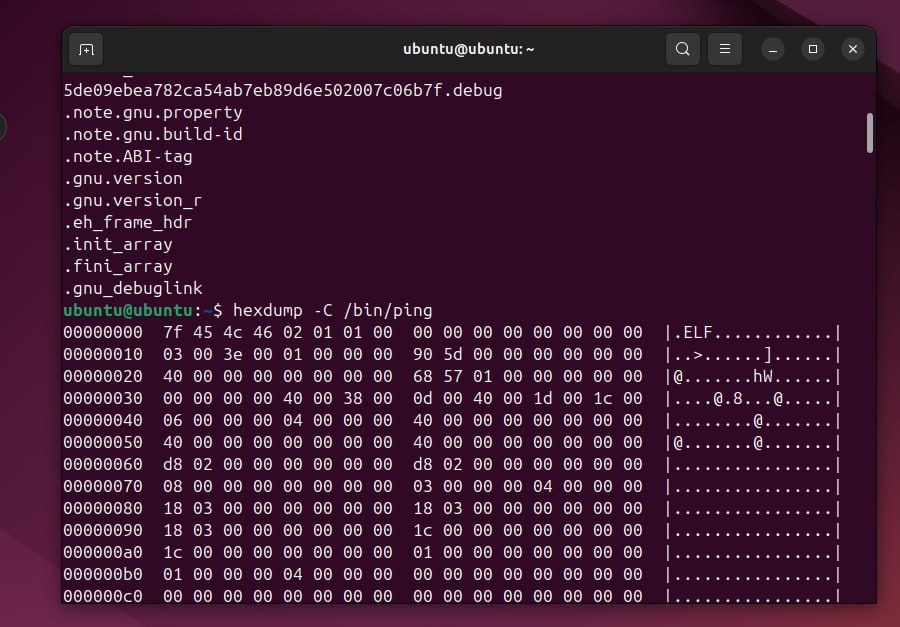 ubuntu@ubuntu: ~
5de09ebea782ca54ab7eb89d6e502007c06b7f.debug
.note.gnu.property
.note.gnu.build-id
.note.ABI-tag
.gnu.version
.gnu.version_r
.eh_frame_hdr
.init_array
.fini_array
.gnu_debuglink
ubuntu@ubuntu:~$ hexdump -C /bin/ping
00000000  7f 45 4c 46 02 01 01 00  00 00 00 00 00 00 00 00  |.ELF............|
00000010  03 00 3e 00 01 00 00 00  90 5d 00 00 00 00 00 00  |..>......]......|
00000020  40 00 00 00 00 00 00 00  68 57 01 00 00 00 00 00  |@.......hW......|
00000030  00 00 00 00 40 00 38 00  0d 00 40 00 1d 00 1c 00  |....@.8...@.....|
00000040  06 00 00 00 04 00 00 00  40 00 00 00 00 00 00 00  |........@.......|
00000050  40 00 00 00 00 00 00 00  40 00 00 00 00 00 00 00  |@.......@.......|
00000060  d8 02 00 00 00 00 00 00  d8 02 00 00 00 00 00 00  |................|
00000070  08 00 00 00 00 00 00 00  03 00 00 00 04 00 00 00  |................|
00000080  18 03 00 00 00 00 00 00  18 03 00 00 00 00 00 00  |................|
00000090  18 03 00 00 00 00 00 00  1c 00 00 00 00 00 00 00  |................|
000000a0  1c 00 00 00 00 00 00 00  01 00 00 00 00 00 00 00  |................|
000000b0  01 00 00 00 04 00 00 00  00 00 00 00 00 00 00 00  |................|
000000c0  00 00 00 00 00 00 00 00  00 00 00 00 00 00 00 00  |................|